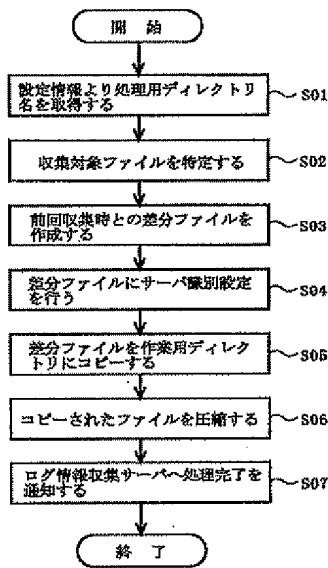 開 始
設定情報より処理用ディレクトリ
名を取得する
S01
収集対象ファイルを特定する
S02
前回収集時との差分ファイルを
作成する
S03
差分ファイルにサーバ識別設定
を行う
S04
差分ファイルを作業用ディレク
トリにコピーする
S05
コピーされたファイルを圧縮する
S06
ログ情報収集サーバへ処理完了を
通知する
S07
終 了